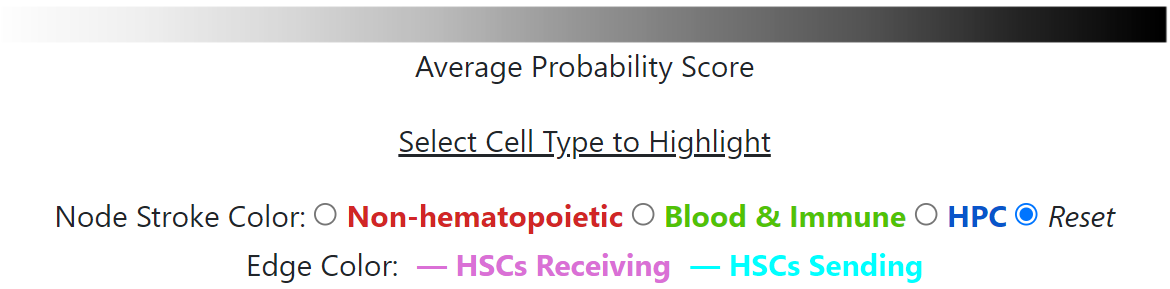 Average Probability Score
Select Cell Type to Highlight
Node Stroke Color: Non-hematopoietic Blood & Immune HPC Reset
Edge Color: — HSCs Receiving — HSCs Sending